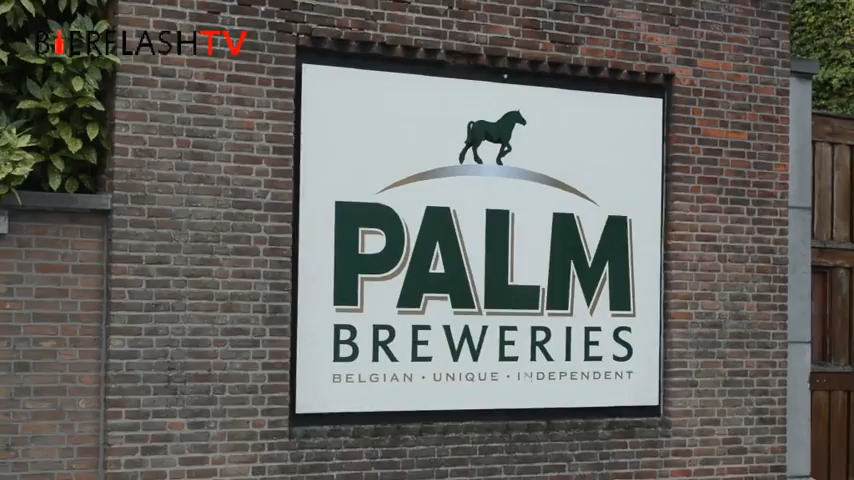 BIERFLASHTV
PALM
BREWERIES
BELGIAN · UNIQUE · INDEPENDENT